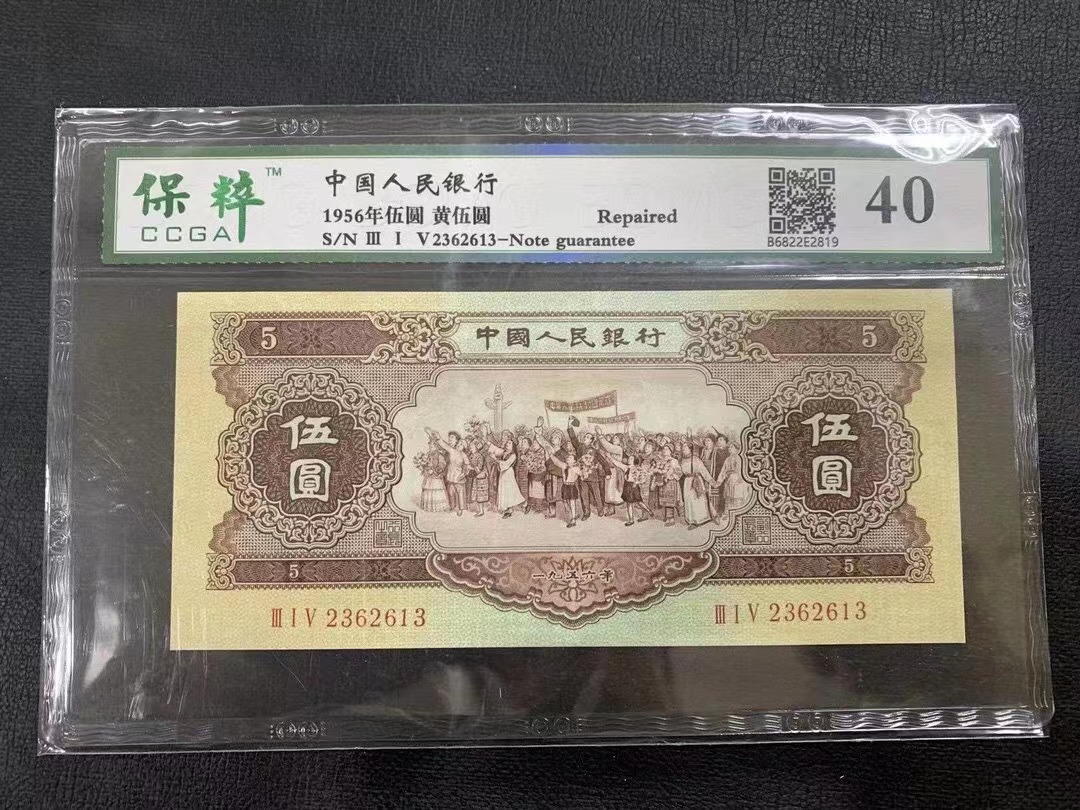 保粹™
CCGA
中国人民银行
1956年伍圆 黄伍圆
Repaired
S/N Ⅲ Ⅰ Ⅴ2362613-Note guarantee
B6822E2819
40
5
中國人民銀行
5
伍圓
伍圓
5
一九五六年
5
Ⅲ Ⅰ Ⅴ 2362613
Ⅲ Ⅰ Ⅴ 2362613